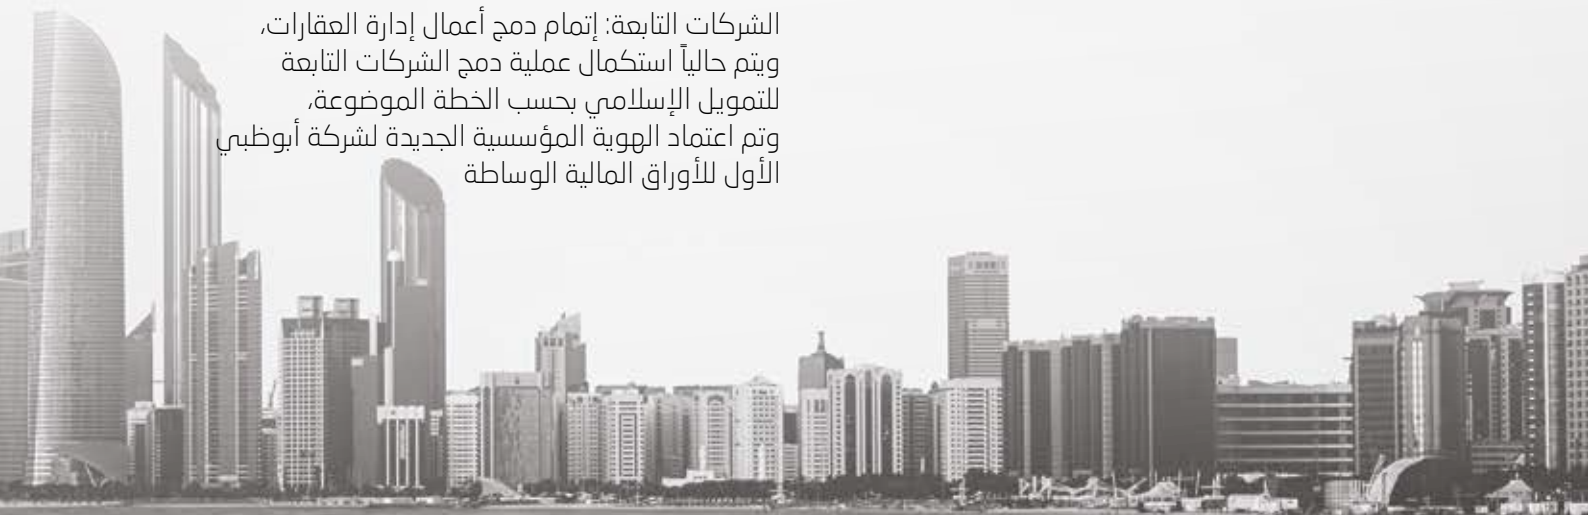 الشركات التابعة: إتمام دمج أعمال إدارة العقارات،
ويتم حالياً استكمال عملية دمج الشركات التابعة
للتمويل الإسلامي بحسب الخطة الموضوعة،
وتم اعتماد الهوية المؤسسية الجديدة لشركة أبوظبي
الأول للأوراق المالية الوساطة